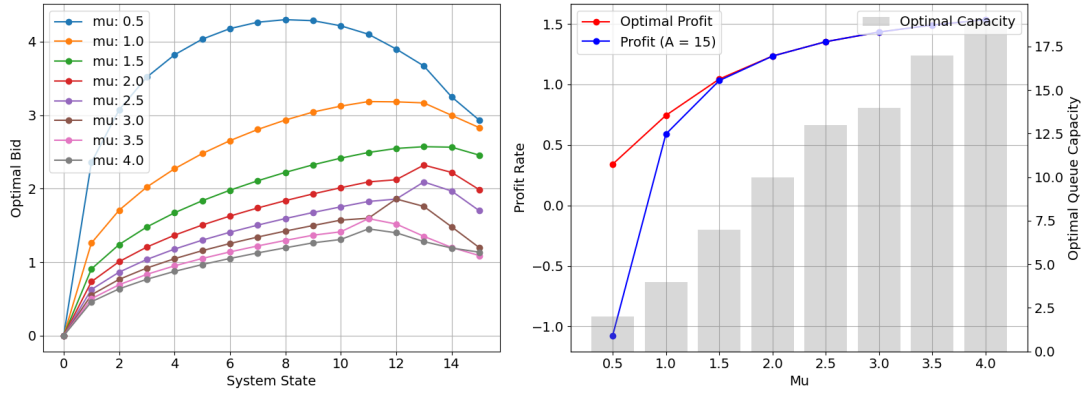 mu: 0.5
mu: 1.0
mu: 1.5
mu: 2.0
mu: 2.5
mu: 3.0
mu: 3.5
mu: 4.0
4
3
2
1
0
Optimal Bid
0 2 4 6 8 10 12 14
System State
Optimal Profit
Profit (A = 15)
Optimal Capacity
1.5
1.0
0.5
0.0
−0.5
−1.0
Profit Rate
17.5
15.0
12.5
10.0
7.5
5.0
2.5
0.0
Optimal Queue Capacity
0.5 1.0 1.5 2.0 2.5 3.0 3.5 4.0
Mu